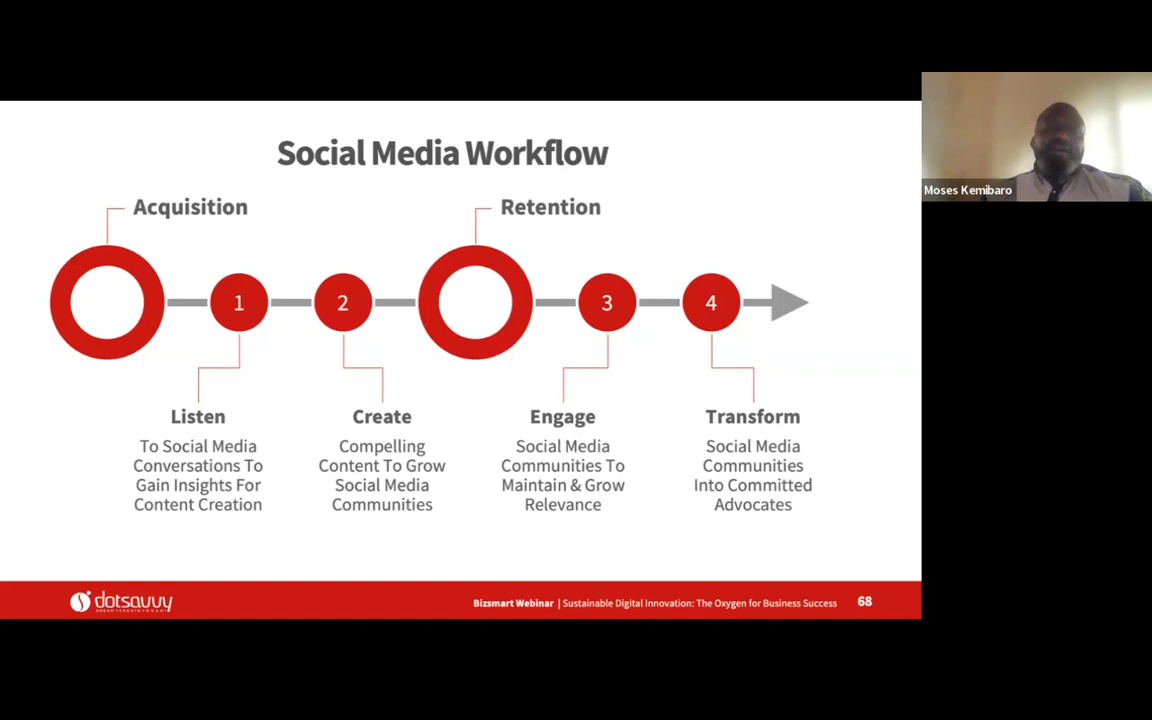 Social Media Workflow
Acquisition
Retention
1
2
3
4
Listen
To Social Media
Conversations To
Gain Insights For
Content Creation
Create
Compelling
Content To Grow
Social Media
Communities
Engage
Social Media
Communities To
Maintain & Grow
Relevance
Transform
Social Media
Communities
Into Committed
Advocates
dotsavvy
Bizsmart Webinar | Sustainable Digital Innovation: The Oxygen for Business Success
68
Moses Kemibaro